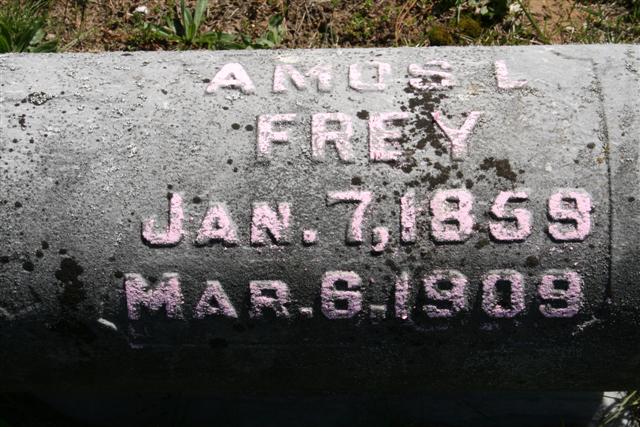 AMOS L
FREY
JAN. 7, 1859
MAR. 6. 1909